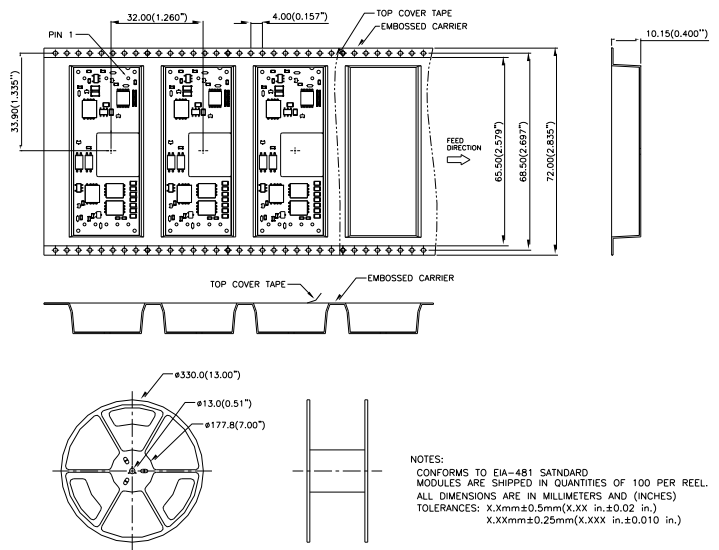 32.00(1.260")
4.00(0.157")
TOP COVER TAPE
EMBOSSED CARRIER
10.15(0.400")
PIN 1
33.90(1.335")
FEED
DIRECTION
65.50(2.579")
68.50(2.697")
72.00(2.835")
TOP COVER TAPE
EMBOSSED CARRIER
ø330.0(13.00")
ø13.0(0.51")
ø177.8(7.00")
NOTES:
CONFORMS TO EIA-481 SATNDARD
MODULES ARE SHIPPED IN QUANTITIES OF 100 PER REEL.
ALL DIMENSIONS ARE IN MILLIMETERS AND (INCHES)
TOLERANCES: X.Xmm±0.5mm(X.XX in.±0.02 in.)
X.XXmm±0.25mm(X.XXX in.±0.010 in.)